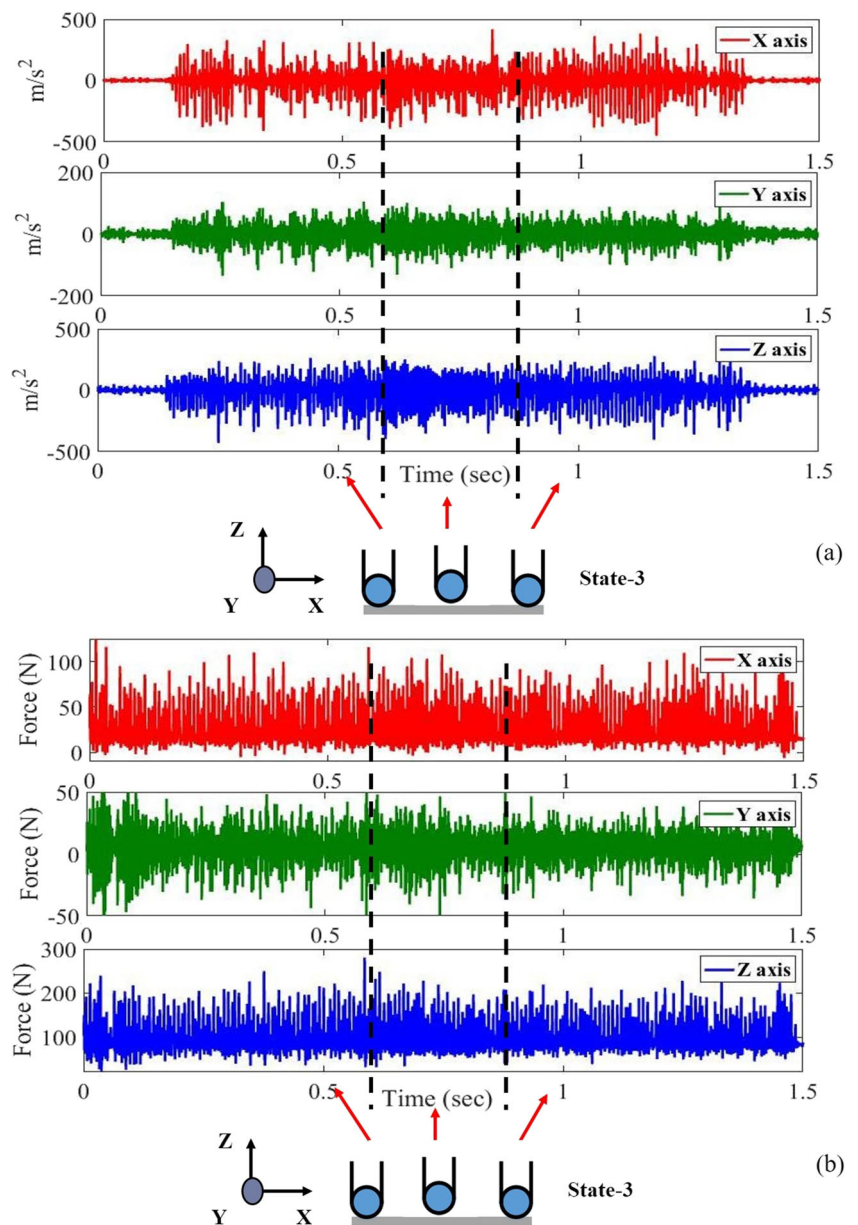 500
X axis
m/s²
0
-500
0
0.5
1
1.5
200
Y axis
m/s²
0
-200
0
0.5
1
1.5
500
Z axis
m/s²
0
-500
0
0.5
Time (sec)
1
1.5
(a)
Z
Y
X
State-3
100
X axis
Force (N)
50
0
0
0.5
1
1.5
50
Y axis
Force (N)
0
-50
0
0.5
1
1.5
300
Z axis
Force (N)
200
100
0
0.5
Time (sec)
1
1.5
(b)
Z
Y
X
State-3